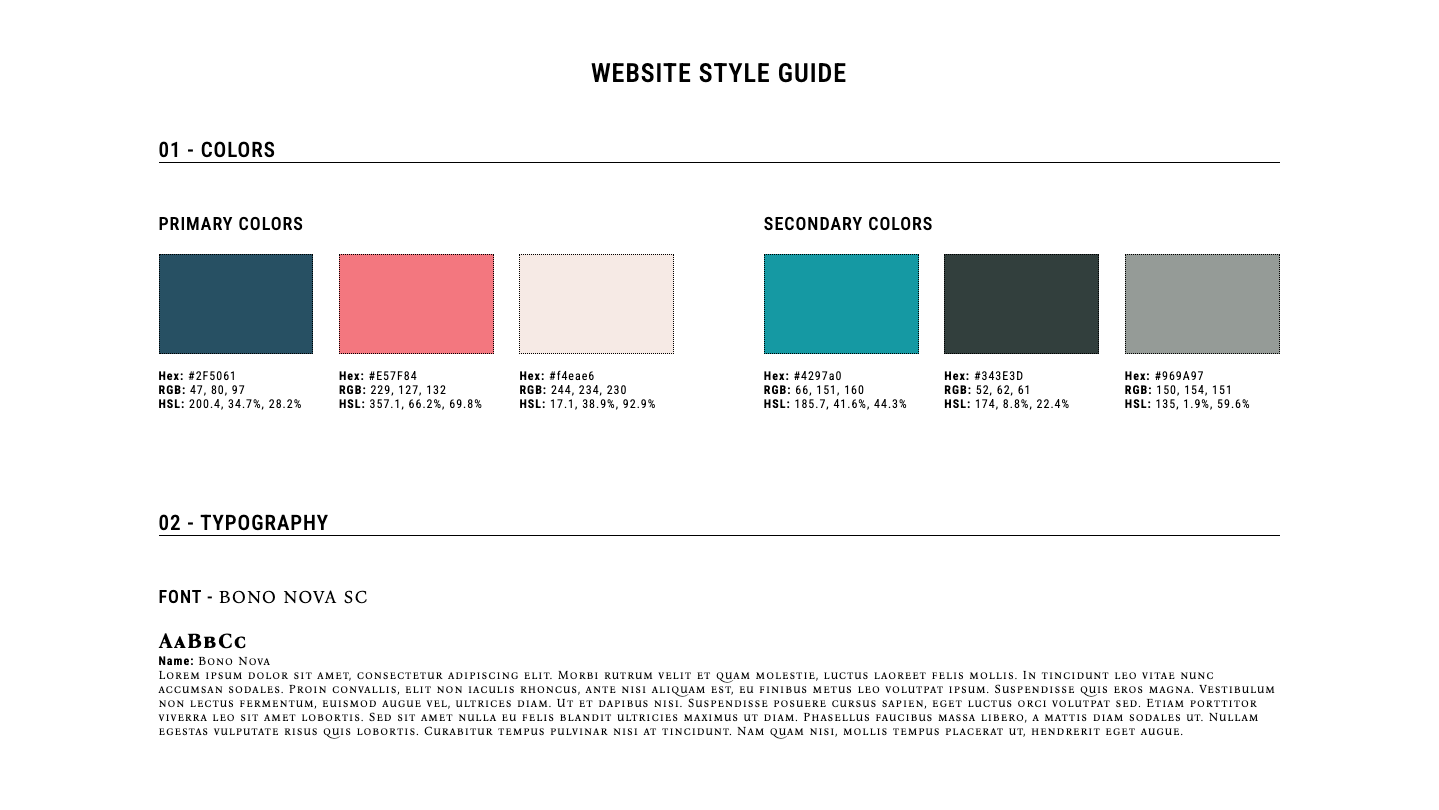 WEBSITE STYLE GUIDE
01 - COLORS
PRIMARY COLORS
Hex: #2F5061
RGB: 47, 80, 97
HSL: 200.4, 34.7%, 28.2%
Hex: #E57F84
RGB: 229, 127, 132
HSL: 357.1, 66.2%, 69.8%
Hex: #f4eae6
RGB: 244, 234, 230
HSL: 17.1, 38.9%, 92.9%
SECONDARY COLORS
Hex: #4297a0
RGB: 66, 151, 160
HSL: 185.7, 41.6%, 44.3%
Hex: #343E3D
RGB: 52, 62, 61
HSL: 174, 8.8%, 22.4%
Hex: #969A97
RGB: 150, 154, 151
HSL: 135, 1.9%, 59.6%
02 - TYPOGRAPHY
FONT - BONO NOVA SC
AaBbCc
Name: Bono Nova
Lorem ipsum dolor sit amet, consectetur adipiscing elit. Morbi rutrum velit et quam molestie, luctus laoreet felis mollis. In tincidunt leo vitae nunc
accumsan sodales. Proin convallis, elit non iaculis rhoncus, ante nisi aliquam est, eu finibus metus leo volutpat ipsum. Suspendisse quis eros magna. Vestibulum
non lectus fermentum, euismod augue vel, ultrices diam. Ut et dapibus nisi. Suspendisse posuere cursus sapien, eget luctus orci volutpat sed. Etiam porttitor
viverra leo sit amet lobortis. Sed sit amet nulla eu felis blandit ultricies maximus ut diam. Phasellus faucibus massa libero, a mattis diam sodales ut. Nullam
egestas vulputate risus quis lobortis. Curabitur tempus pulvinar nisi at tincidunt. Nam quam nisi, mollis tempus placerat ut, hendrerit eget augue.